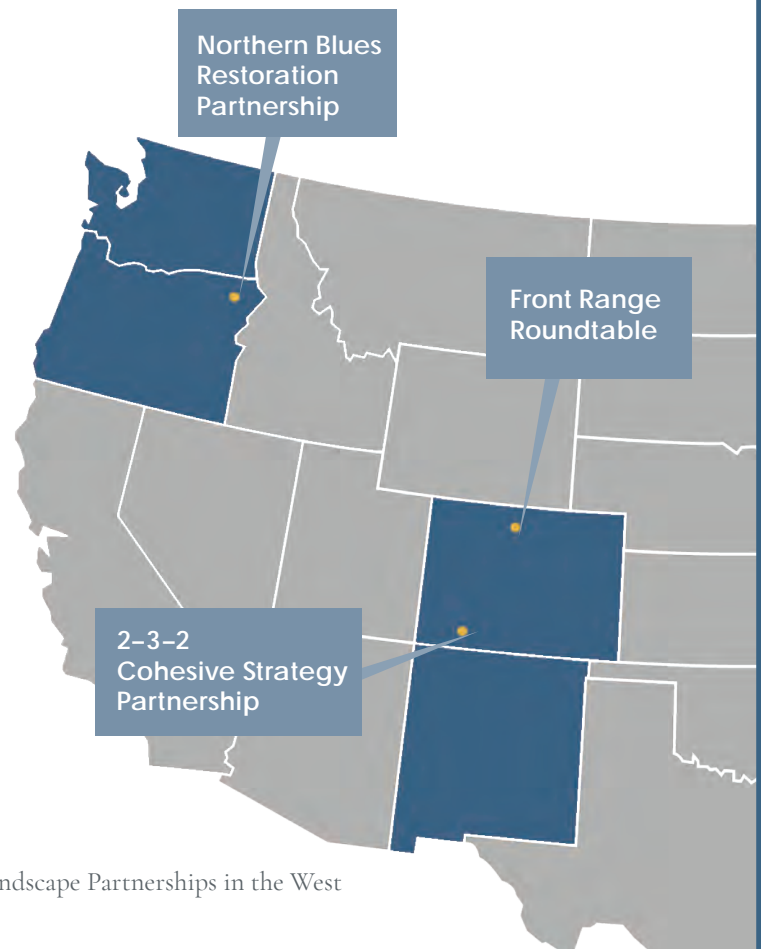 Northern Blues
Restoration
Partnership
Front Range
Roundtable
2–3–2
Cohesive Strategy
Partnership
ndscape Partnerships in the West